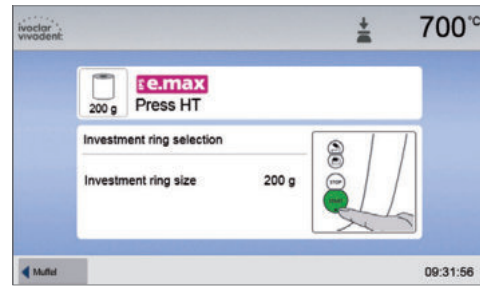 ivoclar
vivadent:
700°C
200 g
IPS e.max
Press HT
Investment ring selection
Investment ring size 200 g
STOP
START
Muffel
09:31:56